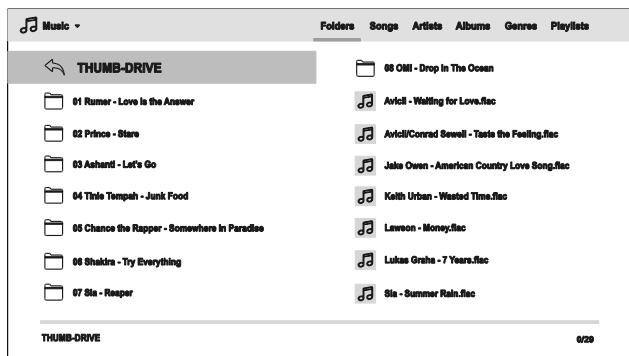 Music
Folders Songs Artists Albums Genres Playlists
THUMB-DRIVE
01 Rumer - Love is the Answer
02 Prince - Stare
03 Ashanti - Let's Go
04 Tinie Tempah - Junk Food
05 Chance the Rapper - Somewhere in Paradise
06 Shakira - Try Everything
07 Sia - Reaper
08 OMI - Drop in The Ocean
Avicii - Waiting for Love.flac
Avicii/Conrad Sewell - Taste the Feeling.flac
Jake Owen - American Country Love Song.flac
Keith Urban - Wasted Time.flac
Lawson - Money.flac
Lukas Graha - 7 Years.flac
Sia - Summer Rain.flac
THUMB-DRIVE
0/29